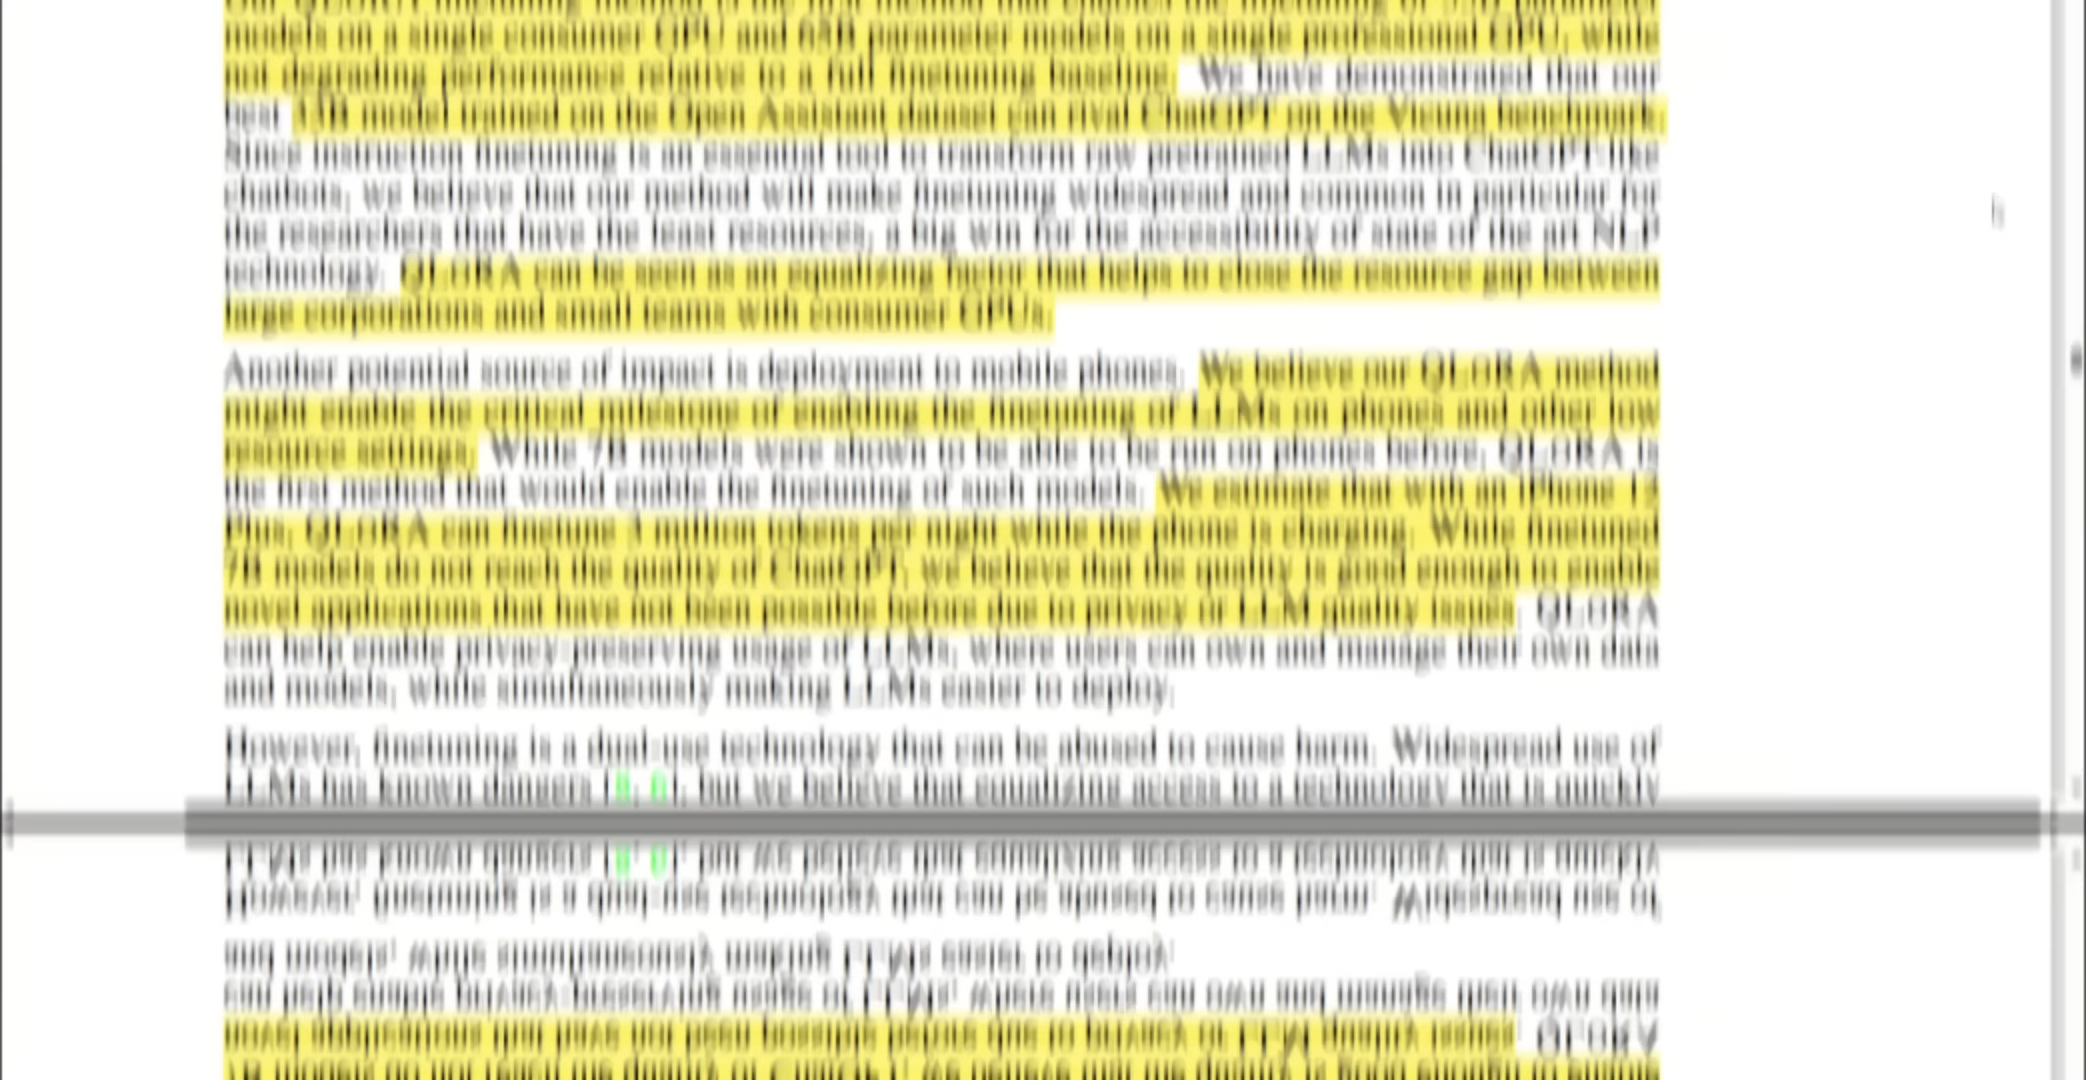 models on a single consumer GPU and 65B parameter models on a single professional GPU, while
not degrading performance relative to a full finetuning baseline. We have demonstrated that our
best 33B model trained on the Open Assistant dataset can rival ChatGPT on the Vicuna benchmark.
Since instruction finetuning is an essential tool to transform raw pretrained LLMs into ChatGPT-like
chatbots, we believe that our method will make finetuning widespread and common in particular for
the researchers that have the least resources, a big win for the accessibility of state of the art NLP
technology. QLORA can be seen as an equalizing factor that helps to close the resource gap between
large corporations and small teams with consumer GPUs.
Another potential source of impact is deployment to mobile phones. We believe our QLORA method
might enable the critical milestone of enabling the finetuning of LLMs on phones and other low
resource settings. While 7B models were shown to be able to be run on phones before, QLORA is
the first method that would enable the finetuning of such models. We estimate that with an iPhone 12
Plus, QLORA can finetune 3 million tokens per night while the phone is charging. While finetuned
7B models do not reach the quality of ChatGPT, we believe that the quality is good enough to enable
novel applications that have not been possible before due to privacy or LLM quality issues. QLORA
can help enable privacy-preserving usage of LLMs, where users can own and manage their own data
and models, while simultaneously making LLMs easier to deploy.
However, finetuning is a dual-use technology that can be abused to cause harm. Widespread use of
LLMs has known dangers but we believe that equalizing access to a technology that is quickly